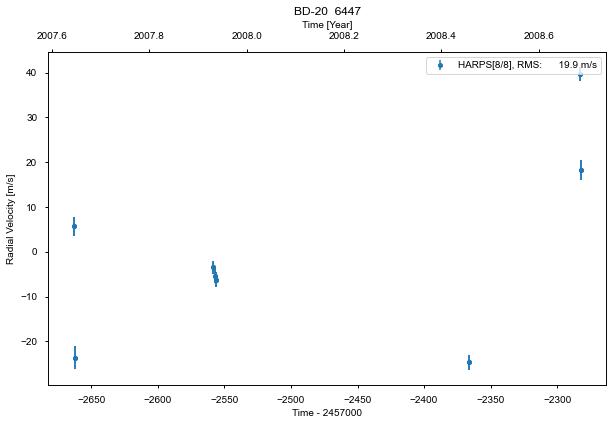 BD-20 6447
Time [Year]
2007.6 2007.8 2008.0 2008.2 2008.4 2008.6
HARPS[8/8], RMS: 19.9 m/s
40
30
20
10
0
−10
−20
Radial Velocity [m/s]
−2650 −2600 −2550 −2500 −2450 −2400 −2350 −2300
Time - 2457000